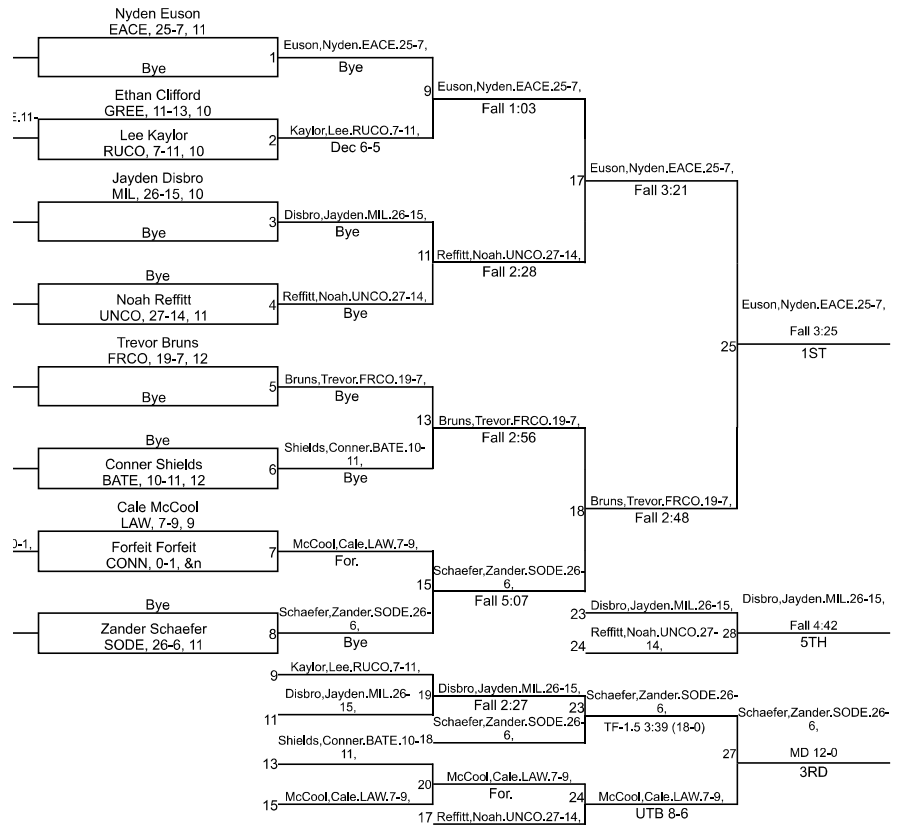 Nyden Euson
EACE, 25-7, 11
1
Bye
Euson,Nyden.EACE.25-7,
Bye
9
Euson,Nyden.EACE.25-7,
Fall 1:03
Ethan Clifford
GREE, 11-13, 10
E.11-
2
Lee Kaylor
RUCO, 7-11, 10
Kaylor,Lee.RUCO.7-11,
Dec 6-5
17
Euson,Nyden.EACE.25-7,
Fall 3:21
Jayden Disbro
MIL, 26-15, 10
3
Bye
Disbro,Jayden.MIL.26-15,
Bye
11
Reffitt,Noah.UNCO.27-14,
Fall 2:28
Bye
4
Noah Reffitt
UNCO, 27-14, 11
Reffitt,Noah.UNCO.27-14,
Bye
25
Euson,Nyden.EACE.25-7,
Fall 3:25
1ST
Trevor Bruns
FRCO, 19-7, 12
5
Bye
Bruns,Trevor.FRCO.19-7,
Bye
13
Bruns,Trevor.FRCO.19-7,
Fall 2:56
Bye
6
Conner Shields
BATE, 10-11, 12
Shields,Conner.BATE.10-
11,
Bye
18
Bruns,Trevor.FRCO.19-7,
Fall 2:48
Cale McCool
LAW, 7-9, 9
0-1,
7
Forfeit Forfeit
CONN, 0-1, &n
McCool,Cale.LAW.7-9,
For.
15
Schaefer,Zander.SODE.26-
6,
Fall 5:07
Bye
8
Zander Schaefer
SODE, 26-6, 11
Schaefer,Zander.SODE.26-
6,
Bye
23
Disbro,Jayden.MIL.26-15,
24
Reffitt,Noah.UNCO.27-
14,
28
Disbro,Jayden.MIL.26-15,
Fall 4:42
5TH
9
Kaylor,Lee.RUCO.7-11,
11
Disbro,Jayden.MIL.26-
15,
19
Disbro,Jayden.MIL.26-15,
Fall 2:27
18
Schaefer,Zander.SODE.26-
6,
23
Schaefer,Zander.SODE.26-
6,
TF-1.5 3:39 (18-0)
13
Shields,Conner.BATE.10-
11,
15
McCool,Cale.LAW.7-9,
20
McCool,Cale.LAW.7-9,
For.
17
Reffitt,Noah.UNCO.27-14,
24
McCool,Cale.LAW.7-9,
UTB 8-6
27
Schaefer,Zander.SODE.26-
6,
MD 12-0
3RD